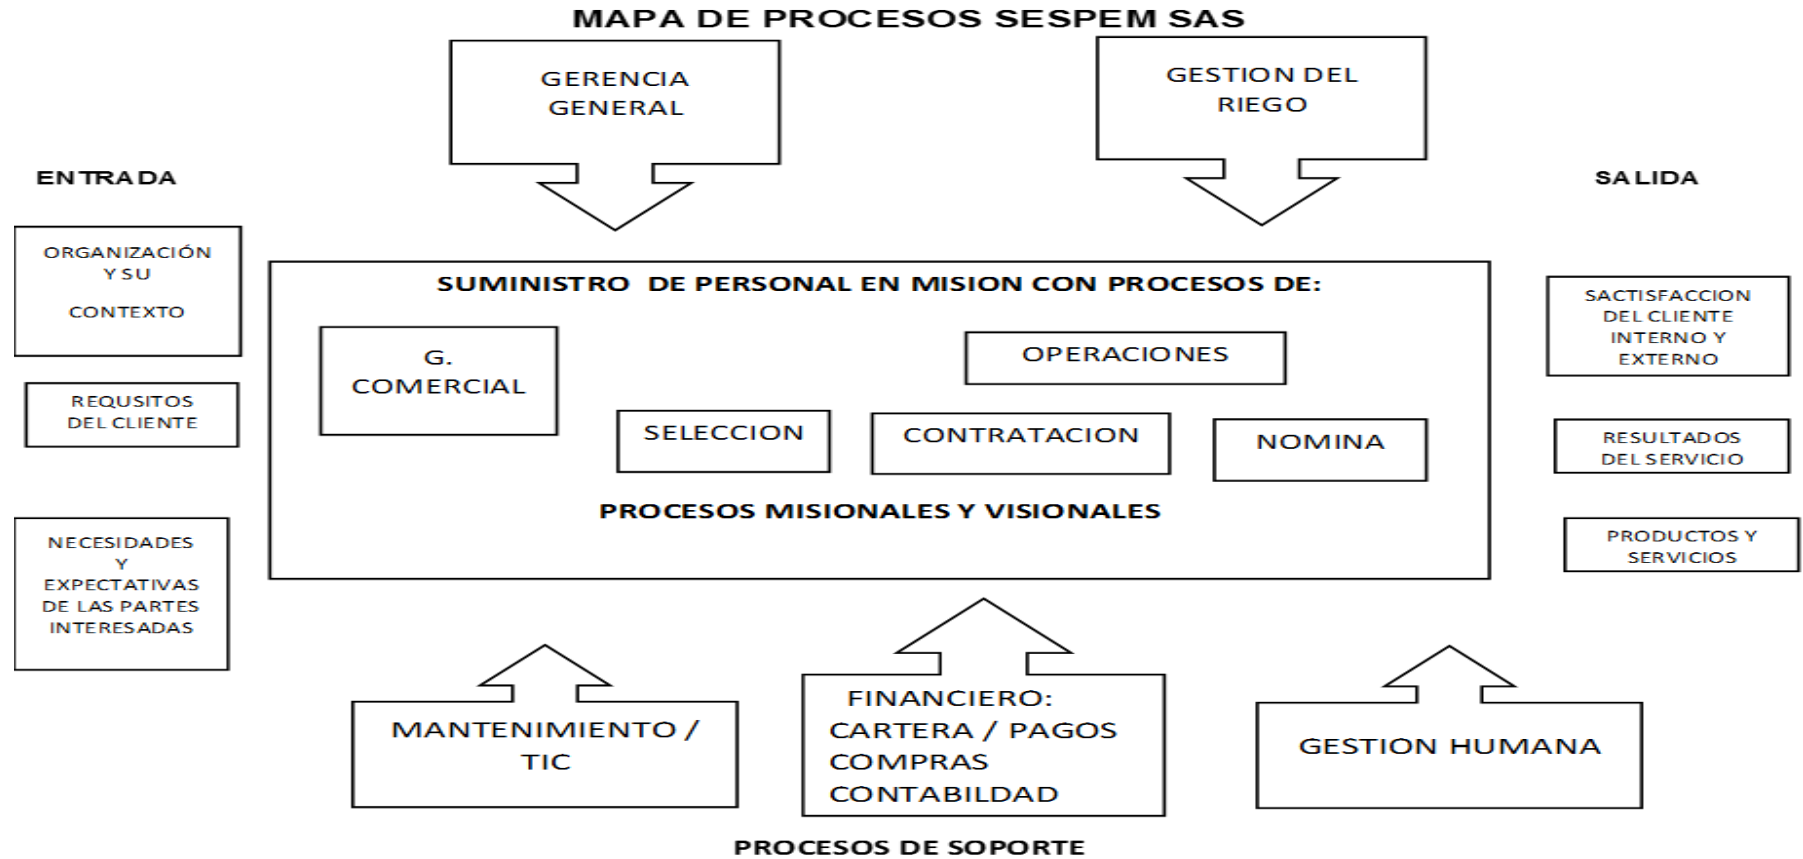 MAPA DE PROCESOS SESPEM SAS
GERENCIA
GENERAL
GESTION DEL
RIEGO
ENTRADA
SALIDA
ORGANIZACIÓN
Y SU
CONTEXTO
REQUSITOS
DEL CLIENTE
NECESIDADES
Y
EXPECTATIVAS
DE LAS PARTES
INTERESADAS
SUMINISTRO DE PERSONAL EN MISION CON PROCESOS DE:
G.
COMERCIAL
OPERACIONES
SELECCION
CONTRATACION
NOMINA
PROCESOS MISIONALES Y VISIONALES
SACTISFACCION
DEL CLIENTE
INTERNO Y
EXTERNO
RESULTADOS
DEL SERVICIO
PRODUCTOS Y
SERVICIOS
MANTENIMIENTO /
TIC
FINANCIERO:
CARTERA / PAGOS
COMPRAS
CONTABILDAD
GESTION HUMANA
PROCESOS DE SOPORTE